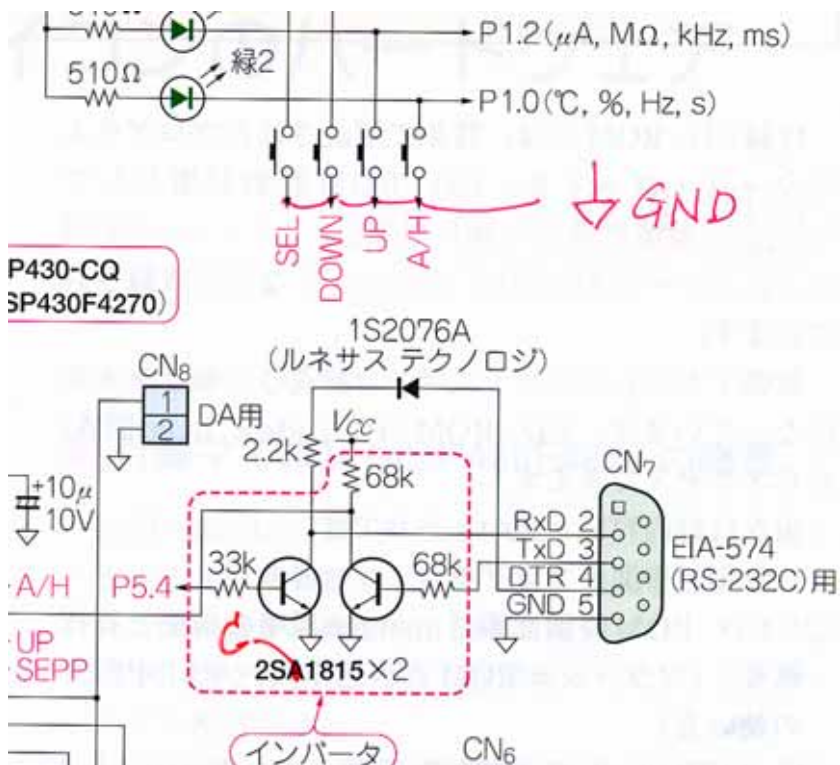 510Ω
P1.2(μA, MΩ, kHz, ms)
510Ω
緑2
P1.0(℃, %, Hz, s)
GND
SEL
DOWN
UP
A/H
P430-CQ
SP430F4270)
1S2076A
(ルネサス テクノロジ)
CN8
1
2
DA用
VCC
2.2k
68k
CN7
+10μ
10V
RxD 2
TxD 3
DTR 4
GND 5
EIA-574
(RS-232C)用
33k
68k
A/H
P5.4
UP
SEPP
C
2SA1815×2
インバータ
CN6